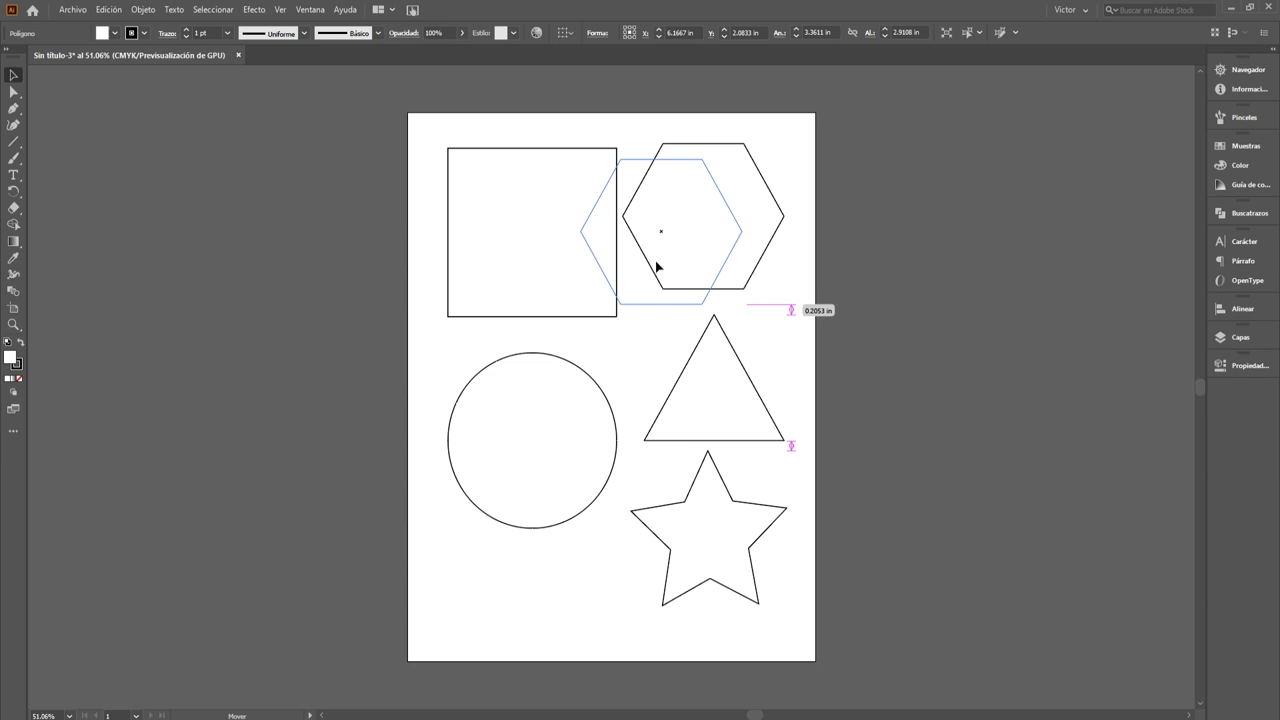 Ai Archivo Edición Objeto Texto Seleccionar Efecto Ver Ventana Ayuda Victor Buscar en Adobe Stock
Polígono Trazo: 1 pt Uniforme Básico Opacidad: 100% Estilo: Forma: X: 6.1667 in Y: 2.0833 in An.: 3.3611 in AL: 2.9108 in
Sin título-3* al 51.06% (CMYK/Previsualización de GPU) ×
Navegador
Informaci...
Pinceles
Muestras
Color
Guía de co...
Buscatrazos
Carácter
Párrafo
OpenType
Alinear
Capas
Propiedad...
0.2053 in
51.06% 1 Mover